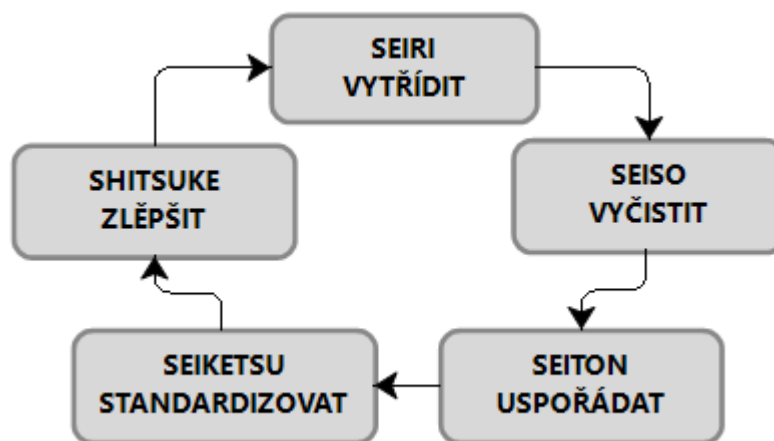 SEIRI
VYTŘÍDIT
SEISO
VYČISTIT
SEITON
USPOŘÁDAT
SEIKETSU
STANDARDIZOVAT
SHITSUKE
ZLĚPŠIT